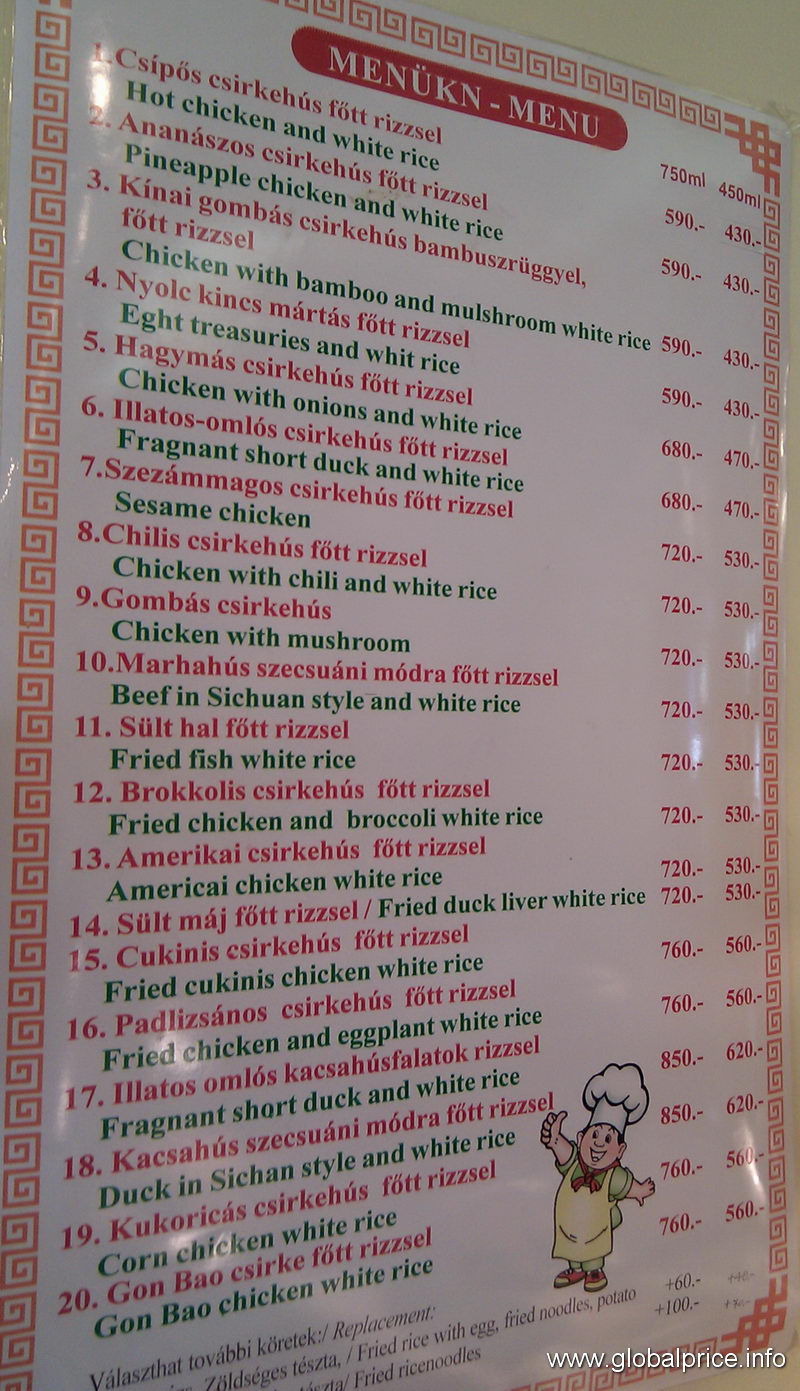 MENÜKN - MENU
750ml 450ml
1.Csípős csirkehús főtt rizzsel
Hot chicken and white rice 590.- 430.-
2. Ananászos csirkehús főtt rizzsel
Pineapple chicken and white rice 590.- 430.-
3. Kínai gombás csirkehús bambuszrüggyel,
főtt rizzsel
Chicken with bamboo and mulshroom white rice 590.- 430.-
4. Nyolc kincs mártás főtt rizzsel
Eght treasuries and whit rice 590.- 430.-
5. Hagymás csirkehús főtt rizzsel
Chicken with onions and white rice 680.- 470.-
6. Illatos-omlós csirkehús főtt rizzsel
Fragnant short duck and white rice 680.- 470.-
7.Szezámmagos csirkehús főtt rizzsel
Sesame chicken 720.- 530.-
8.Chilis csirkehús főtt rizzsel
Chicken with chili and white rice 720.- 530.-
9.Gombás csirkehús
Chicken with mushroom 720.- 530.-
10.Marhahús szecsuáni módra főtt rizzsel
Beef in Sichuan style and white rice 720.- 530.-
11. Sült hal főtt rizzsel
Fried fish white rice 720.- 530.-
12. Brokkolis csirkehús főtt rizzsel
Fried chicken and broccoli white rice 720.- 530.-
13. Amerikai csirkehús főtt rizzsel
Americai chicken white rice 720.- 530.-
14. Sült máj főtt rizzsel / Fried duck liver white rice 720.- 530.-
15. Cukinis csirkehús főtt rizzsel
Fried cukinis chicken white rice 760.- 560.-
16. Padlizsános csirkehús főtt rizzsel
Fried chicken and eggplant white rice 760.- 560.-
17. Illatos omlós kacsahúsfalatok rizzsel
Fragnant short duck and white rice 850.- 620.-
18. Kacsahús szecsuáni módra főtt rizzsel
Duck in Sichan style and white rice 850.- 620.-
19. Kukoricás csirkehús főtt rizzsel
Corn chicken white rice 760.- 560.-
20. Gon Bao csirke főtt rizzsel
Gon Bao chicken white rice 760.- 560.-
Választhat további köretek:/ Replacement:
Zöldséges tészta, / Fried rice with egg, fried noodles, potato +60.-
tészta/ Fried ricenoodles +100.-
www.globalprice.info